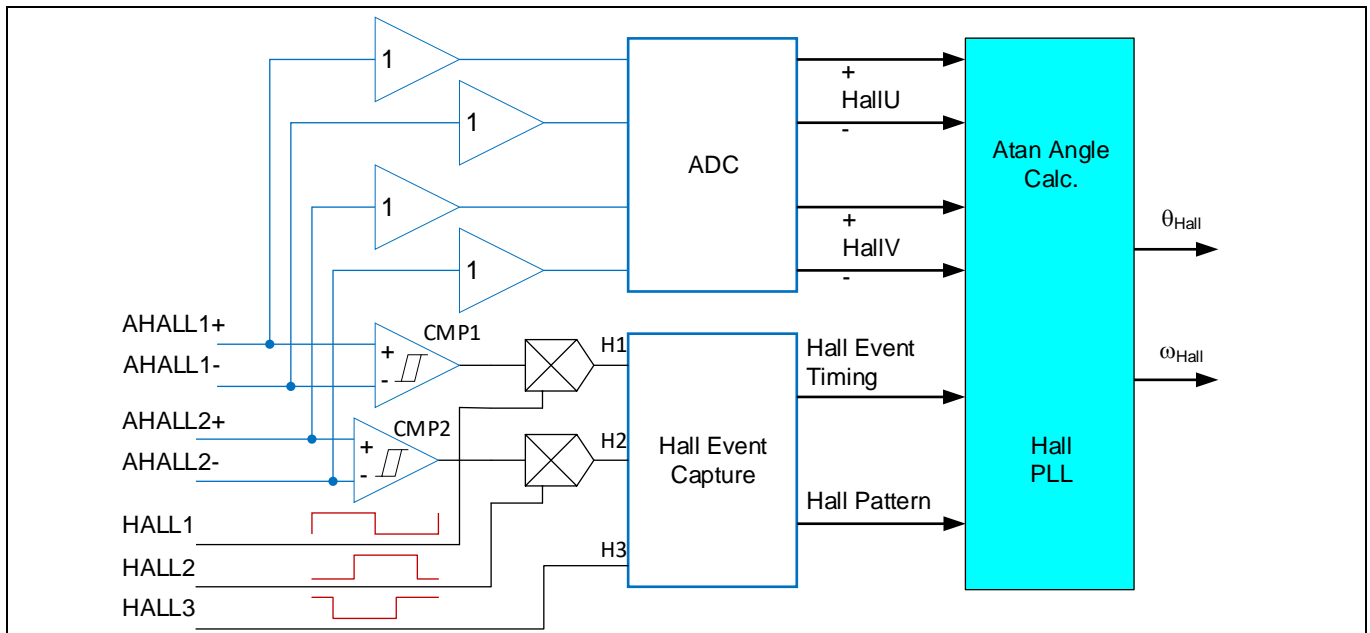 1
+
HallU
-
1
ADC
Atan Angle
Calc.
1
+
HallV
-
θHall
1
AHALL1+
CMP1
+
H1
Hall Event
Timing
AHALL1-
-
ωHall
AHALL2+
CMP2
+
H2
Hall Event
Capture
Hall
PLL
AHALL2-
-
Hall Pattern
HALL1
H3
HALL2
HALL3